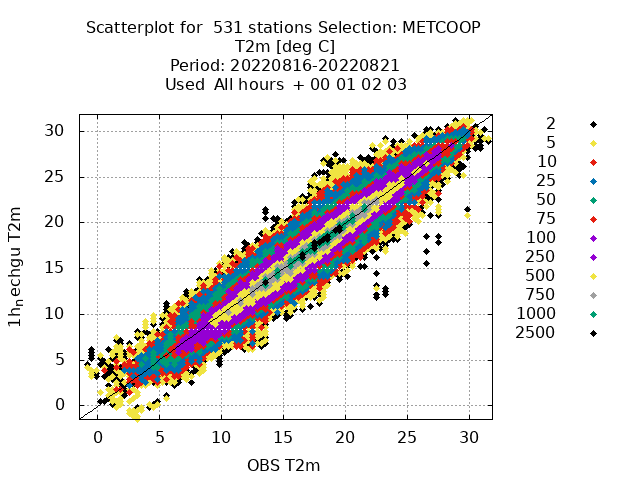 Scatterplot for 531 stations Selection: METCOOP
T2m [deg C]
Period: 20220816-20220821
Used All hours + 00 01 02 03
30
25
20
15
10
5
0
1hnechgu T2m
0 5 10 15 20 25 30
OBS T2m
2
5
10
25
50
75
100
250
500
750
1000
2500